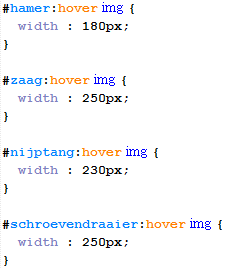 #hamer:hover img {
width : 180px;
}
#zaag:hover img {
width : 250px;
}
#nijptang:hover img {
width : 230px;
}
#schroevendraaier:hover img {
width : 250px;
}